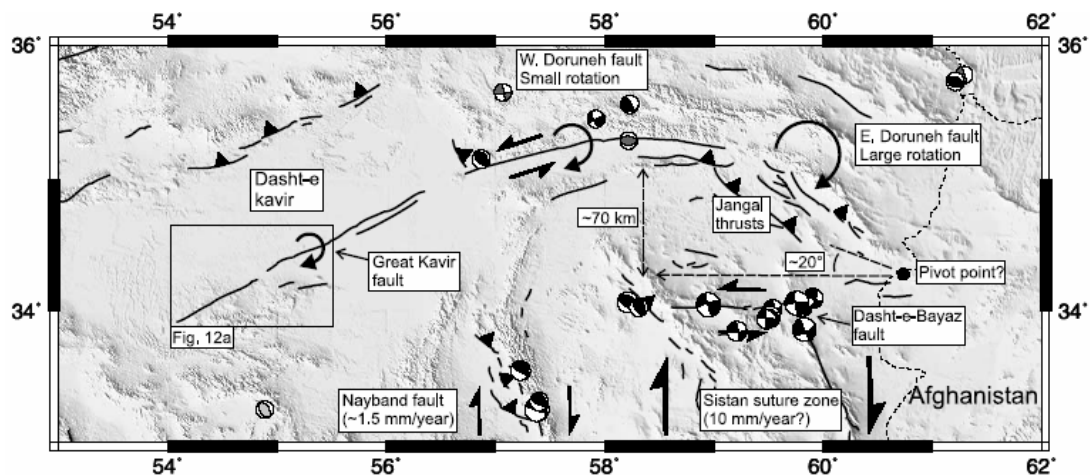 54˚ 56˚ 58˚ 60˚ 62˚
36˚ 36˚
W. Doruneh fault
Small rotation
E. Doruneh fault
Large rotation
Dasht-e
kavir
Jangal
thrusts
~70 km
~20°
Great Kavir
fault
Pivot point?
34˚ 34˚
Dasht-e-Bayaz
fault
Fig. 12a
Nayband fault
(~1.5 mm/year)
Sistan suture zone
(10 mm/year?)
Afghanistan
54˚ 56˚ 58˚ 60˚ 62˚